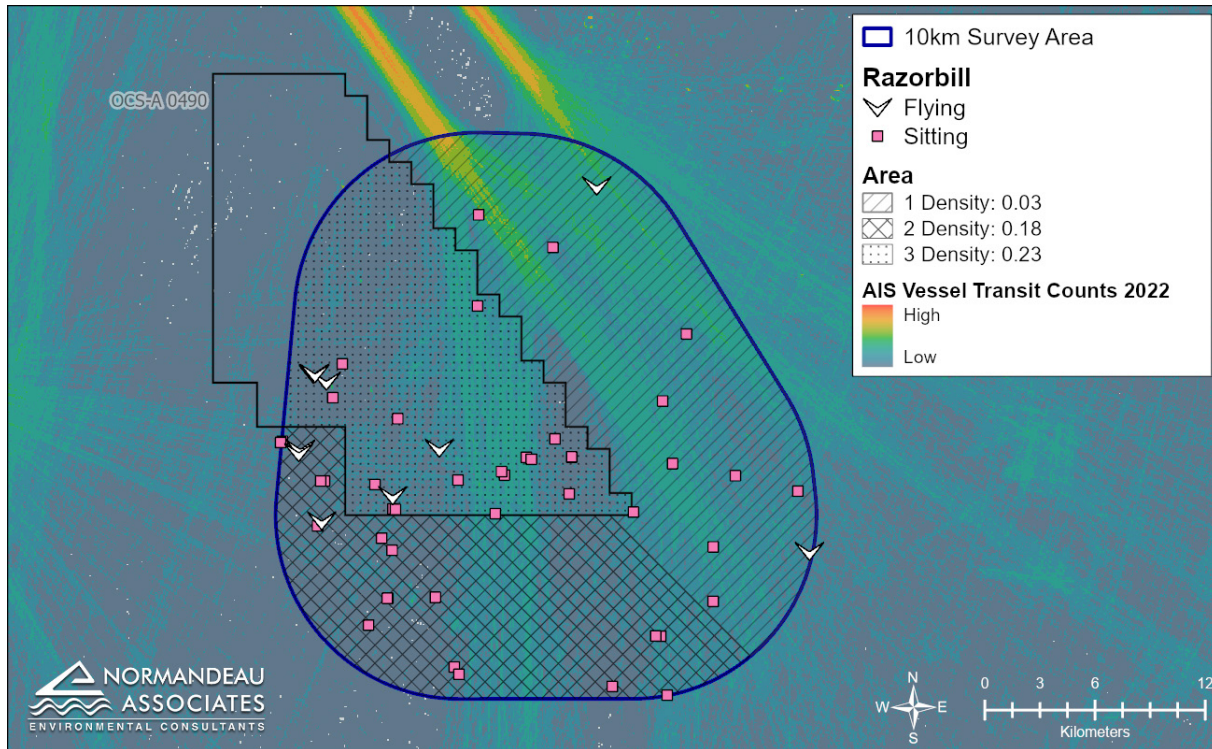 OCS-A 0490
10km Survey Area
Razorbill
Flying
Sitting
Area
1 Density: 0.03
2 Density: 0.18
3 Density: 0.23
AIS Vessel Transit Counts 2022
High
Low
NORMANDEAU
ASSOCIATES
ENVIRONMENTAL CONSULTANTS
N
W E
S
0 3 6 12
Kilometers